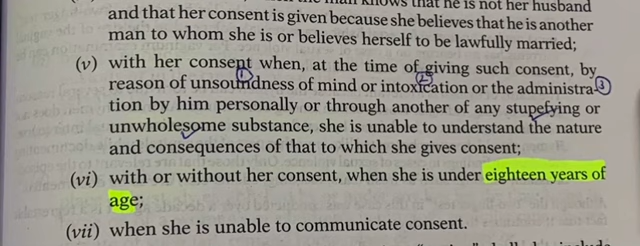 and that her consent is given because she believes that he is another
man to whom she is or believes herself to be lawfully married;
(v) with her consent when, at the time of giving such consent, by
reason of unsoundness of mind or intoxication or the administra-
tion by him personally or through another of any stupefying or
unwholesome substance, she is unable to understand the nature
and consequences of that to which she gives consent;
(vi) with or without her consent, when she is under eighteen years of
age;
(vii) when she is unable to communicate consent.